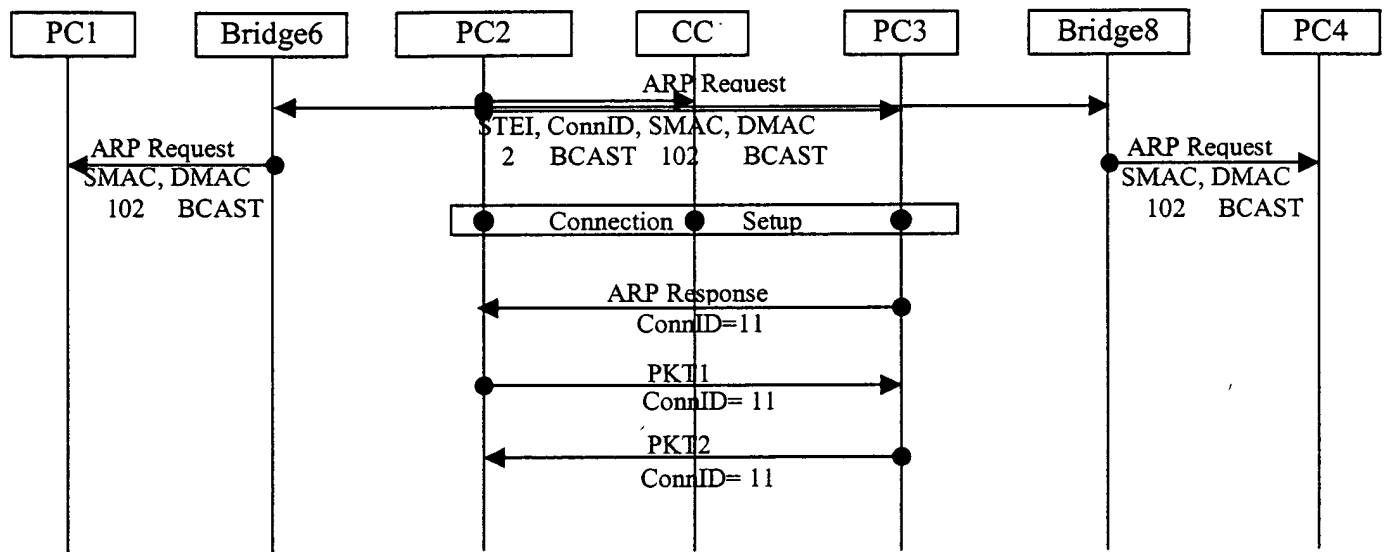 PC1 Bridge6 PC2 CC PC3 Bridge8 PC4
ARP Request
STEI, ConnID, SMAC, DMAC
2 BCAST 102 BCAST
ARP Request
SMAC, DMAC
102 BCAST
ARP Request
SMAC, DMAC
102 BCAST
Connection Setup
ARP Response
ConnID=11
PKT1
ConnID= 11
PKT2
ConnID= 11